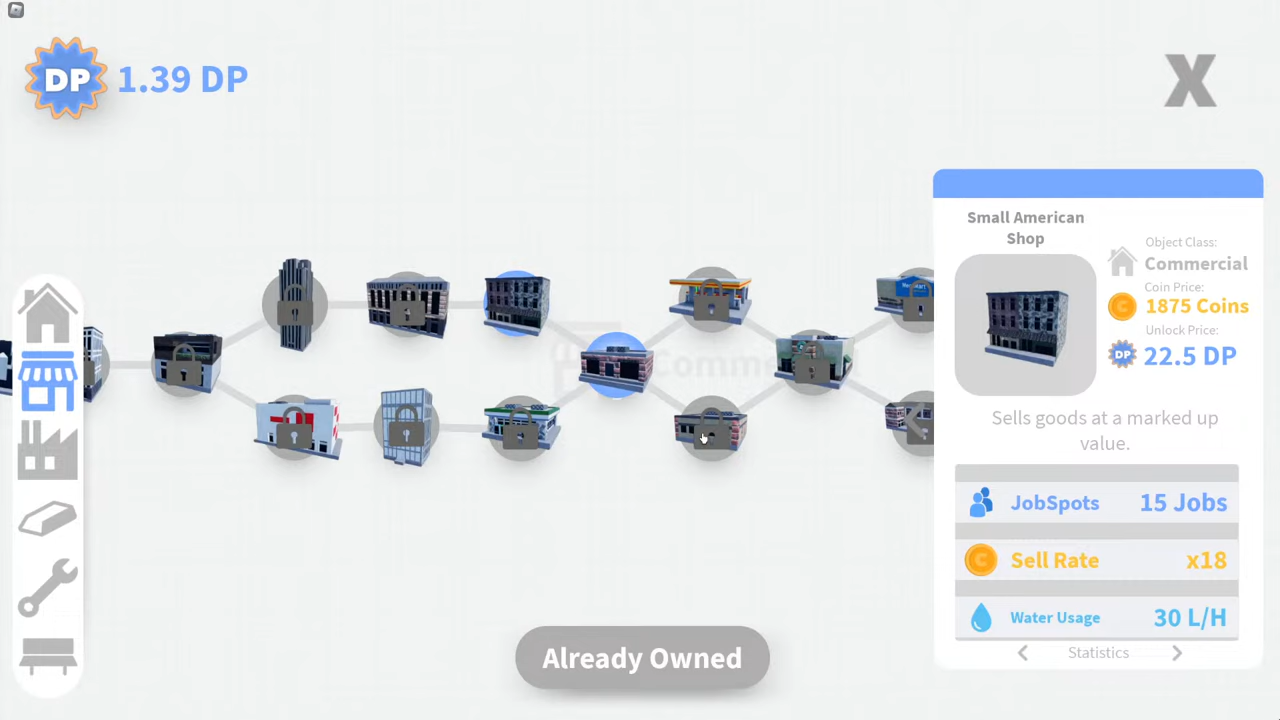 DP 1.39 DP
X
Small American
Shop
Object Class:
Commercial
Coin Price:
C 1875 Coins
Unlock Price:
DP 22.5 DP
Sells goods at a marked up
value.
JobSpots 15 Jobs
C Sell Rate x18
Water Usage 30 L/H
Statistics
Already Owned